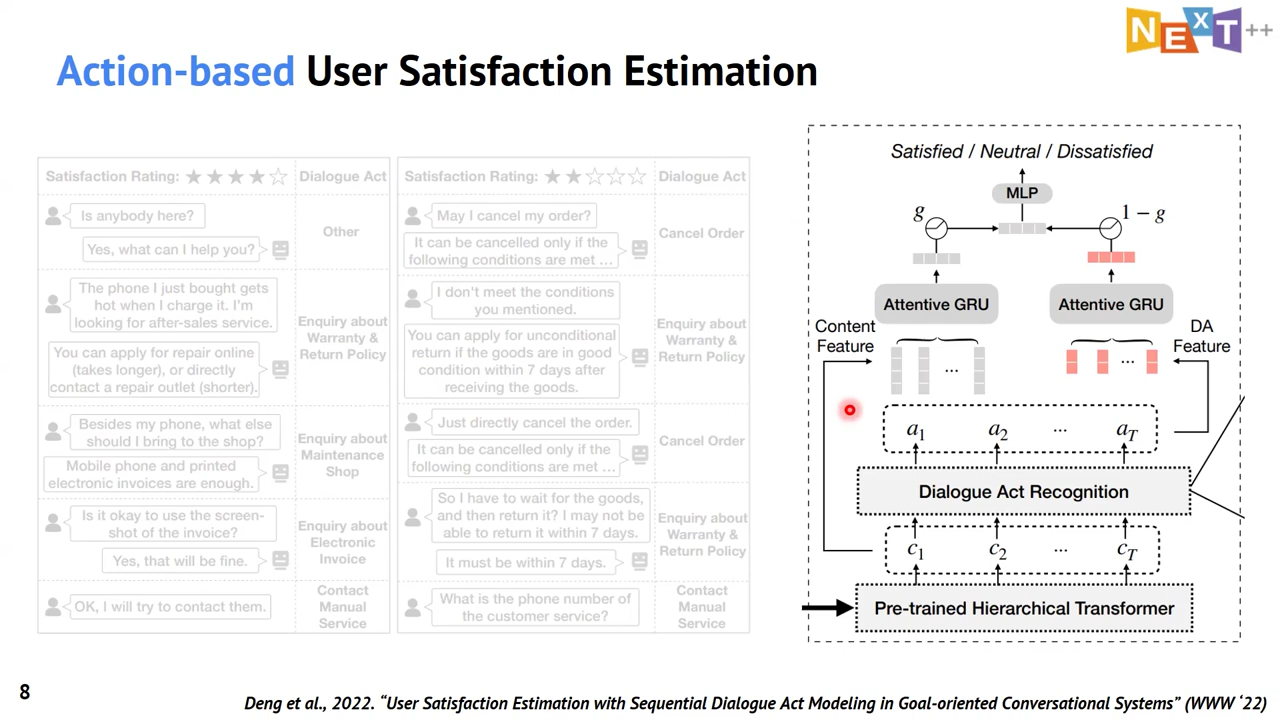 NExT++
Action-based User Satisfaction Estimation
Satisfaction Rating: ★★★★☆
Dialogue Act
Is anybody here?
Yes, what can I help you?
Other
The phone I just bought gets
hot when I charge it. I'm
looking for after-sales service.
You can apply for repair online
(takes longer), or directly
contact a repair outlet (shorter).
Enquiry about
Warranty &
Return Policy
Besides my phone, what else
should I bring to the shop?
Mobile phone and printed
electronic invoices are enough.
Enquiry about
Maintenance
Shop
Is it okay to use the screen-
shot of the invoice?
Yes, that will be fine.
Enquiry about
Electronic
Invoice
OK, I will try to contact them.
Contact
Manual
Service
Satisfaction Rating: ★★☆☆☆
Dialogue Act
May I cancel my order?
It can be cancelled only if the
following conditions are met ...
Cancel Order
I don't meet the conditions
you mentioned.
You can apply for unconditional
return if the goods are in good
condition within 7 days after
receiving the goods.
Enquiry about
Warranty &
Return Policy
Just directly cancel the order.
It can be cancelled only if the
following conditions are met ...
Cancel Order
So I have to wait for the goods,
and then return it? I may not be
able to return it within 7 days.
It must be within 7 days.
Enquiry about
Warranty &
Return Policy
What is the phone number of
the customer service?
Contact
Manual
Service
Satisfied / Neutral / Dissatisfied
MLP
g
1 − g
Attentive GRU
Attentive GRU
Content
Feature
DA
Feature
...
...
a1 a2 ... aT
Dialogue Act Recognition
c1 c2 ... cT
Pre-trained Hierarchical Transformer
8
Deng et al., 2022. “User Satisfaction Estimation with Sequential Dialogue Act Modeling in Goal-oriented Conversational Systems” (WWW ‘22)